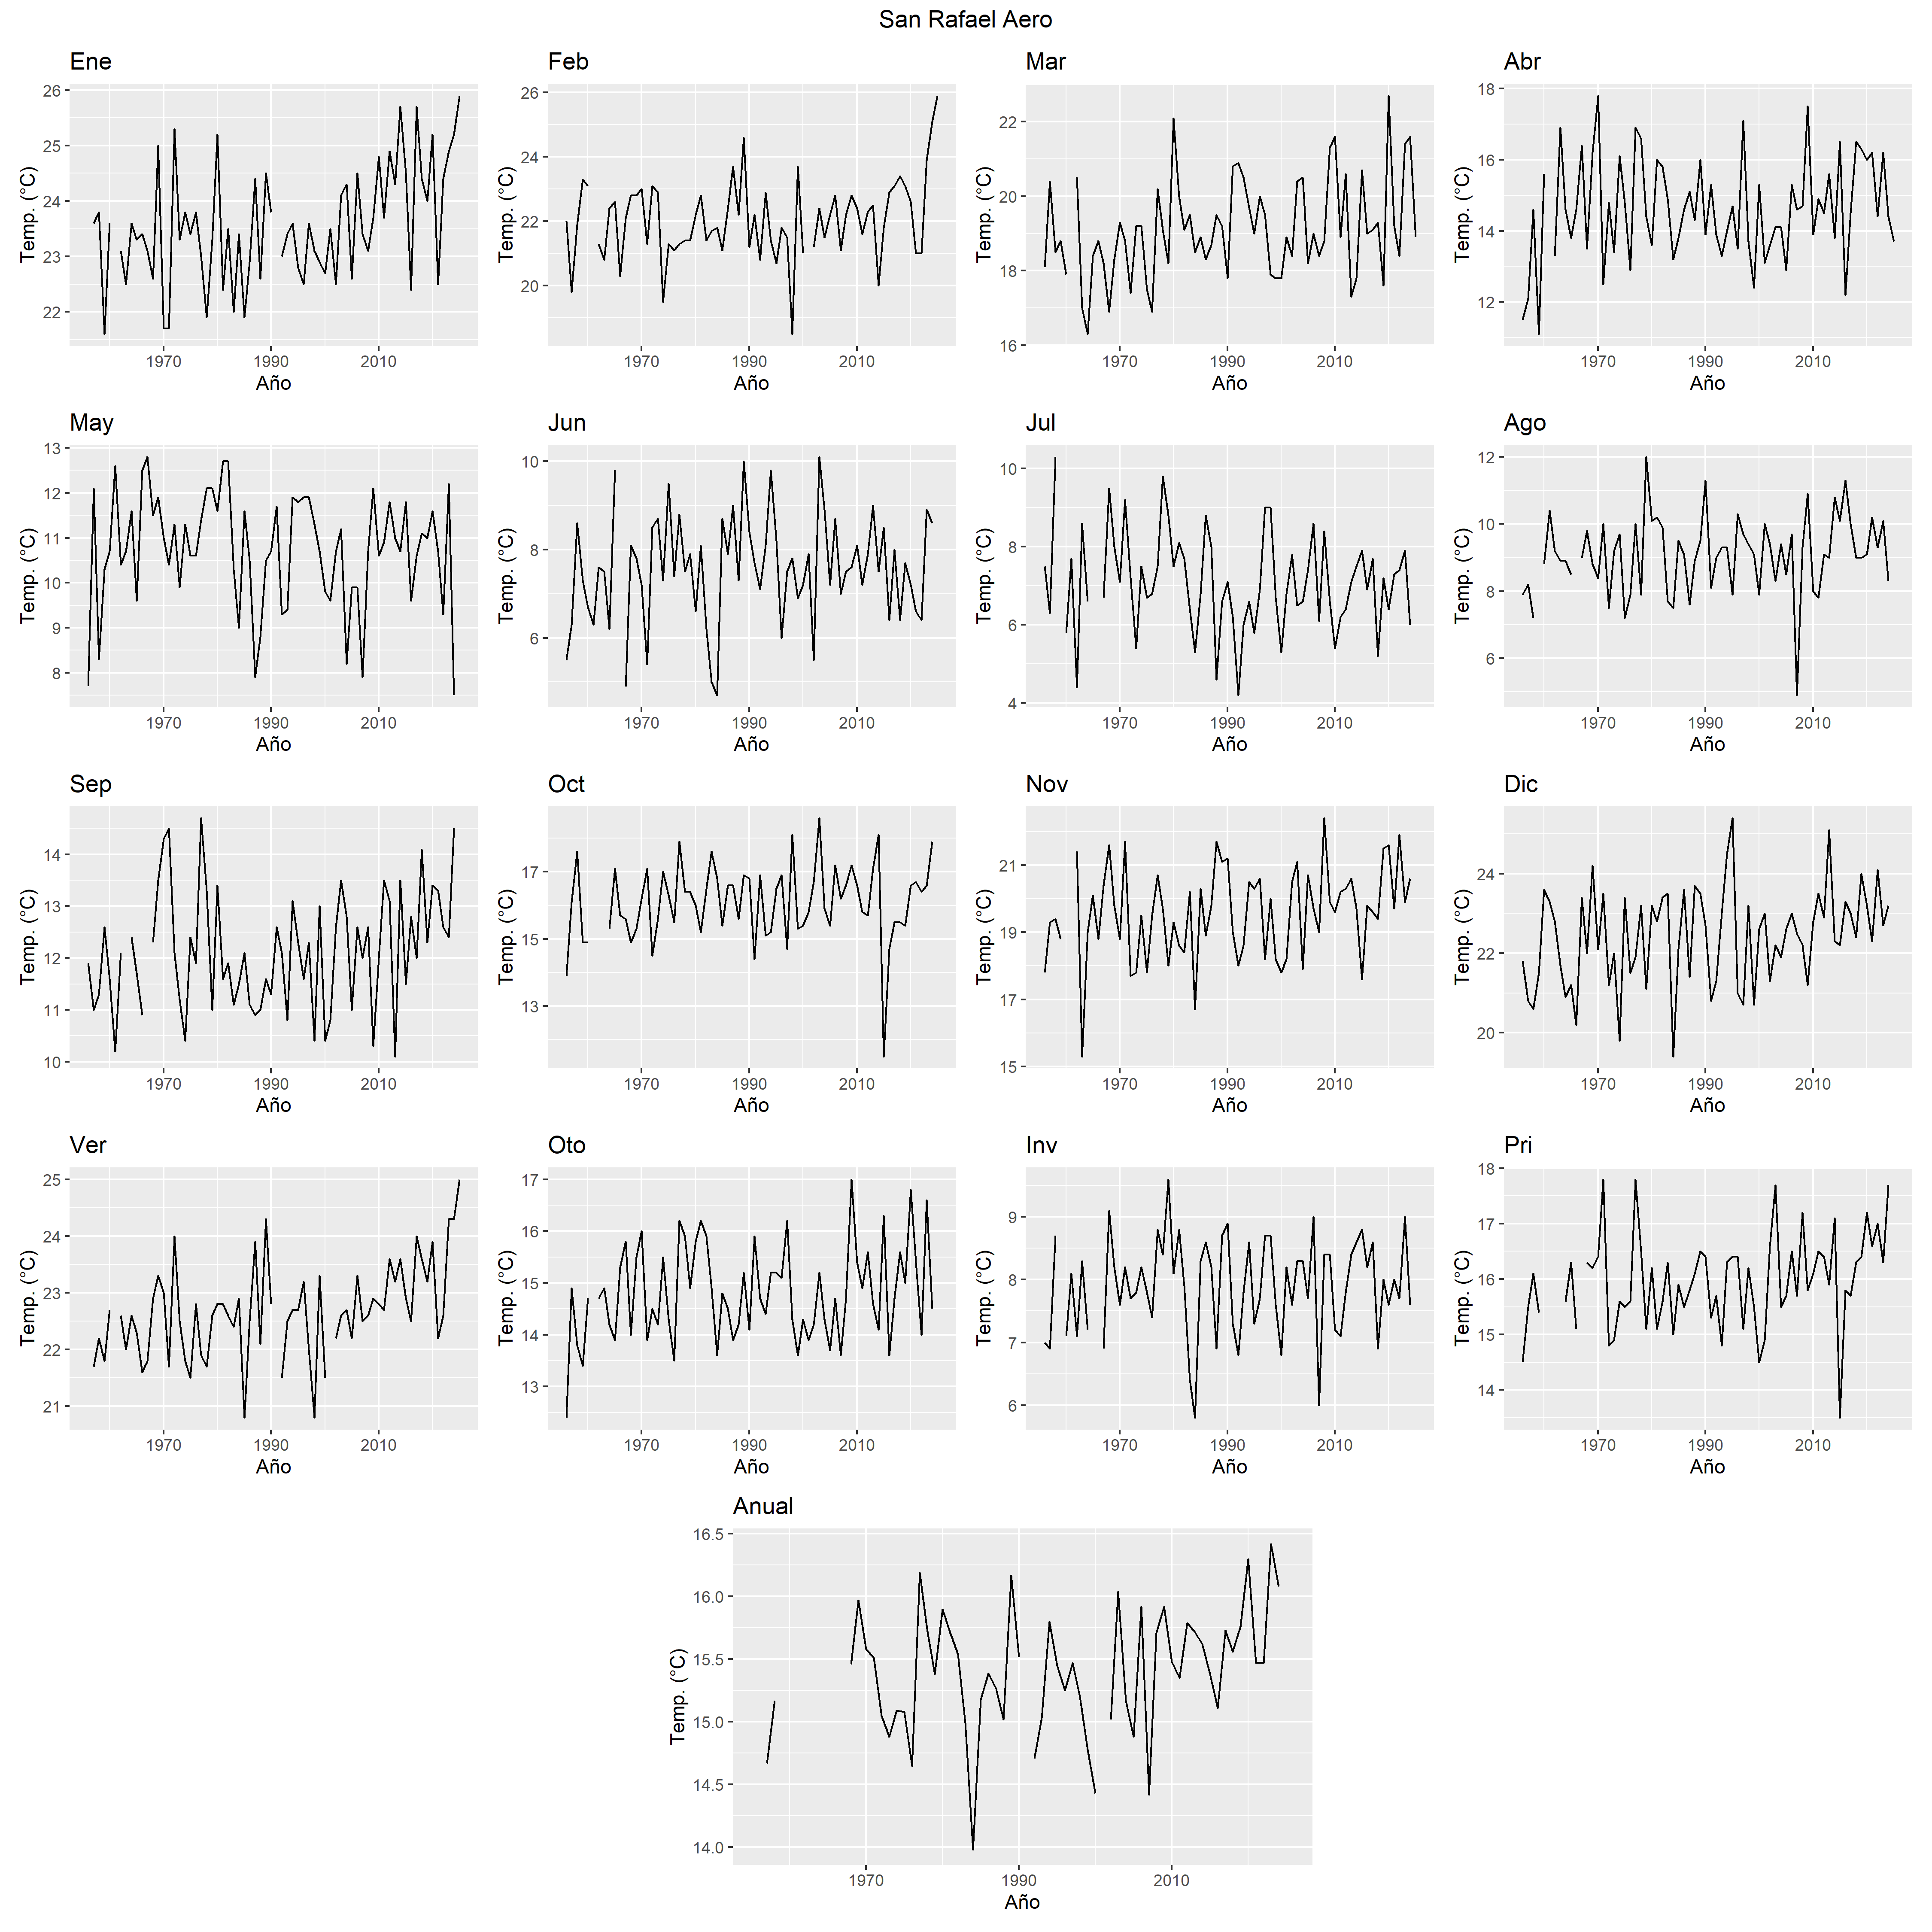 San Rafael Aero
Ene Feb Mar Abr
Temp. (°C) 26 25 24 23 22
Temp. (°C) 26 24 22 20
Temp. (°C) 22 20 18 16
Temp. (°C) 18 16 14 12
1970 1990 2010 1970 1990 2010 1970 1990 2010 1970 1990 2010
Año Año Año Año
May Jun Jul Ago
Temp. (°C) 13 12 11 10 9 8
Temp. (°C) 10 8 6
Temp. (°C) 10 8 6 4
Temp. (°C) 12 10 8 6
1970 1990 2010 1970 1990 2010 1970 1990 2010 1970 1990 2010
Año Año Año Año
Sep Oct Nov Dic
Temp. (°C) 14 13 12 11 10
Temp. (°C) 17 15 13
Temp. (°C) 21 19 17 15
Temp. (°C) 24 22 20
1970 1990 2010 1970 1990 2010 1970 1990 2010 1970 1990 2010
Año Año Año Año
Ver Oto Inv Pri
Temp. (°C) 25 24 23 22 21
Temp. (°C) 17 16 15 14 13
Temp. (°C) 9 8 7 6
Temp. (°C) 18 17 16 15 14
1970 1990 2010 1970 1990 2010 1970 1990 2010 1970 1990 2010
Año Año Año Año
Anual
Temp. (°C) 16.5 16.0 15.5 15.0 14.5 14.0
1970 1990 2010
Año